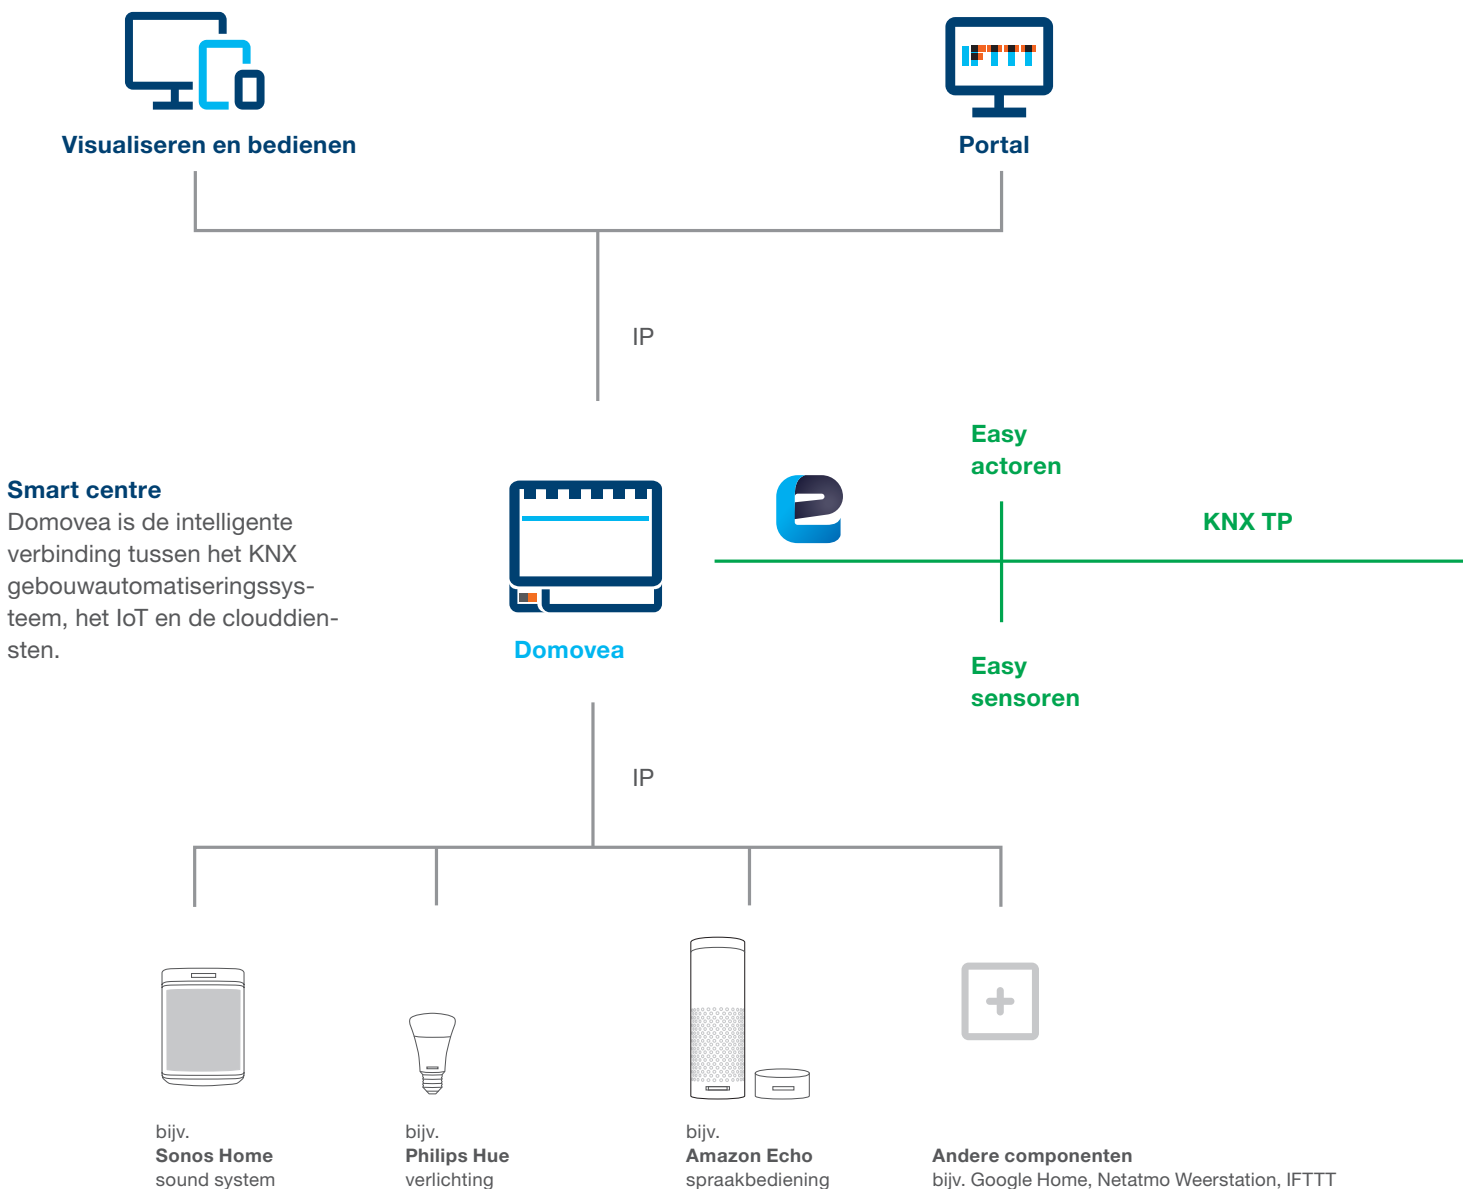 IFTTT
Visualiseren en bedienen
Portal
IP
Easy
actoren
Smart centre
Domovea is de intelligente
verbinding tussen het KNX
gebouwautomatiseringssys-
teem, het IoT en de clouddien-
sten.
KNX TP
Domovea
Easy
sensoren
IP
bijv.
Sonos Home
sound system
bijv.
Philips Hue
verlichting
bijv.
Amazon Echo
spraakbediening
Andere componenten
bijv. Google Home, Netatmo Weerstation, IFTTT